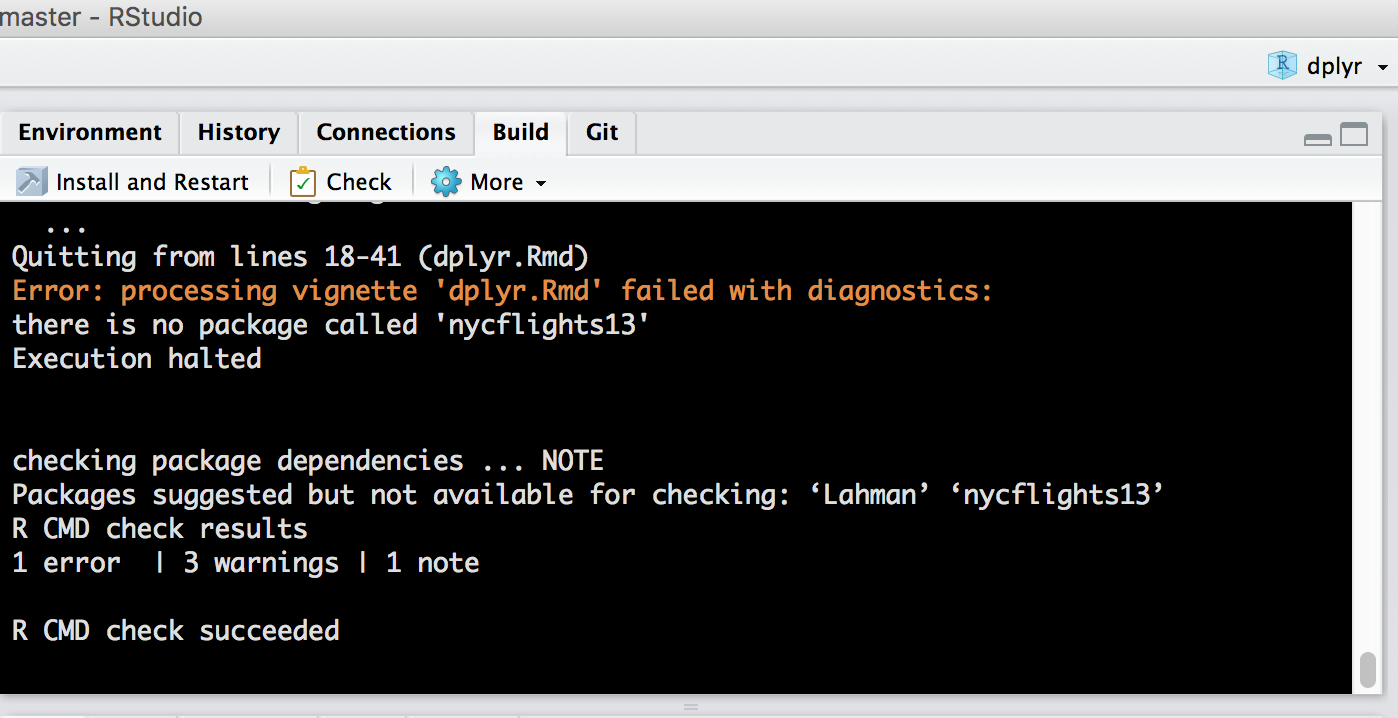 master - RStudio
dplyr
Environment History Connections Build Git
Install and Restart Check More
...
Quitting from lines 18-41 (dplyr.Rmd)
Error: processing vignette 'dplyr.Rmd' failed with diagnostics:
there is no package called 'nycflights13'
Execution halted
checking package dependencies ... NOTE
Packages suggested but not available for checking: ‘Lahman’ ‘nycflights13’
R CMD check results
1 error  | 3 warnings | 1 note
R CMD check succeeded